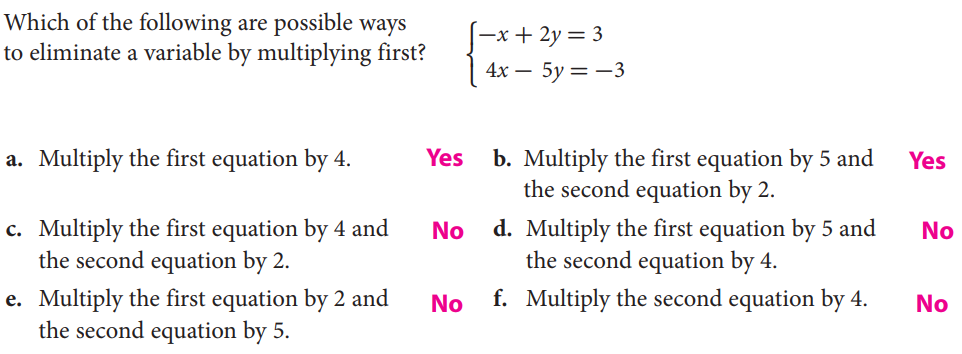 Which of the following are possible ways
to eliminate a variable by multiplying first?
−x + 2y = 3
4x − 5y = −3
a. Multiply the first equation by 4. Yes
b. Multiply the first equation by 5 and Yes
the second equation by 2.
c. Multiply the first equation by 4 and No
the second equation by 2.
d. Multiply the first equation by 5 and No
the second equation by 4.
e. Multiply the first equation by 2 and No
the second equation by 5.
f. Multiply the second equation by 4. No